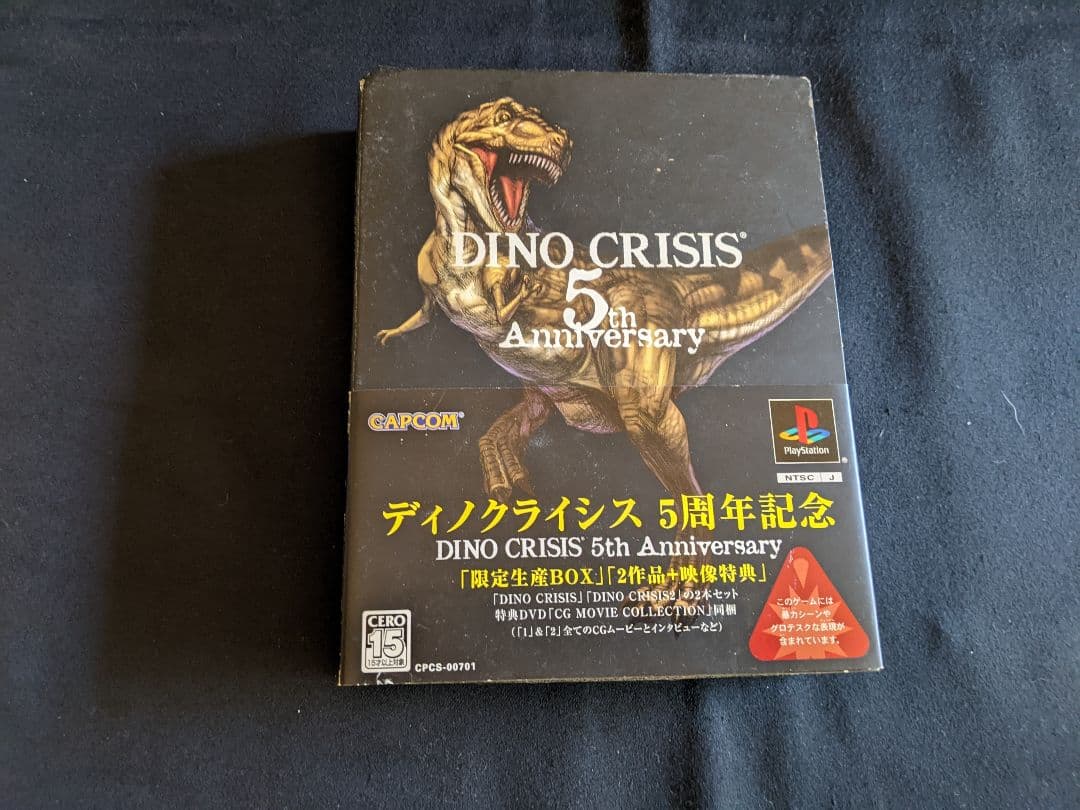 DINO CRISIS®
5th
Anniversary
CAPCOM®
PlayStation
NTSC J
ディノクライシス 5周年記念
DINO CRISIS® 5th Anniversary
「限定生産BOX」「2作品+映像特典」
「DINO CRISIS」「DINO CRISIS2」の2本セット
特典DVD「CG MOVIE COLLECTION」同梱
(「1」&「2」全てのCGムービーとインタビューなど)
このゲームには
暴力シーンや
グロテスクな表現が
含まれています。
CERO
15
15才以上対象
CPCS-00701